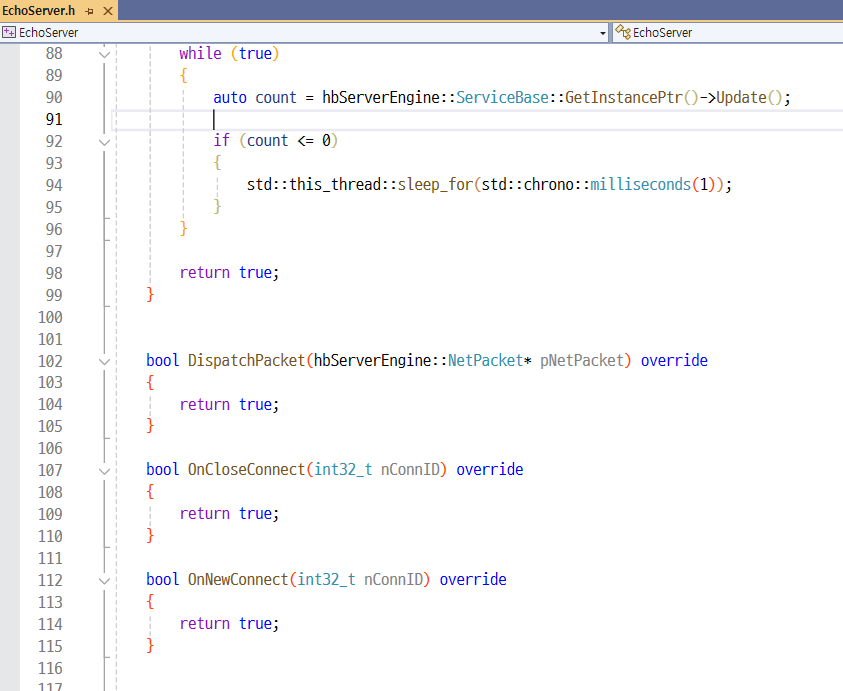 EchoServer.h
EchoServer EchoServer
88 while (true)
89 {
90 auto count = hbServerEngine::ServiceBase::GetInstancePtr()->Update();
91
92 if (count <= 0)
93 {
94 std::this_thread::sleep_for(std::chrono::milliseconds(1));
95 }
96 }
97
98 return true;
99 }
100
101
102 bool DispatchPacket(hbServerEngine::NetPacket* pNetPacket) override
103 {
104 return true;
105 }
106
107 bool OnCloseConnect(int32_t nConnID) override
108 {
109 return true;
110 }
111
112 bool OnNewConnect(int32_t nConnID) override
113 {
114 return true;
115 }
116
117